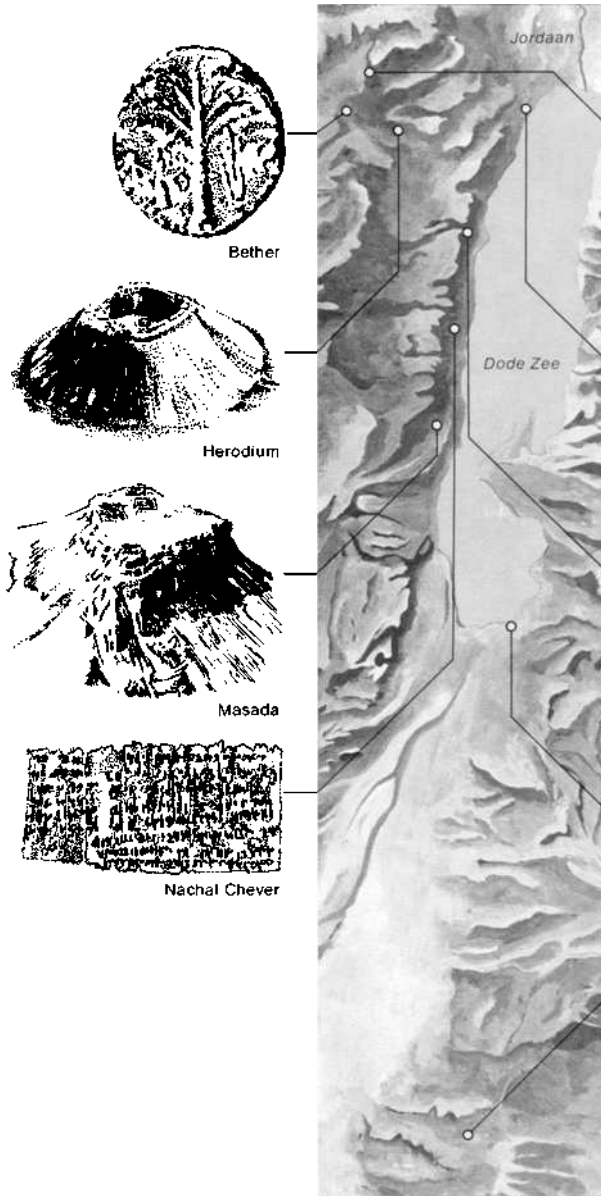 Jordaan
Bether
Dode Zee
Herodium
Masada
Nachal Chever